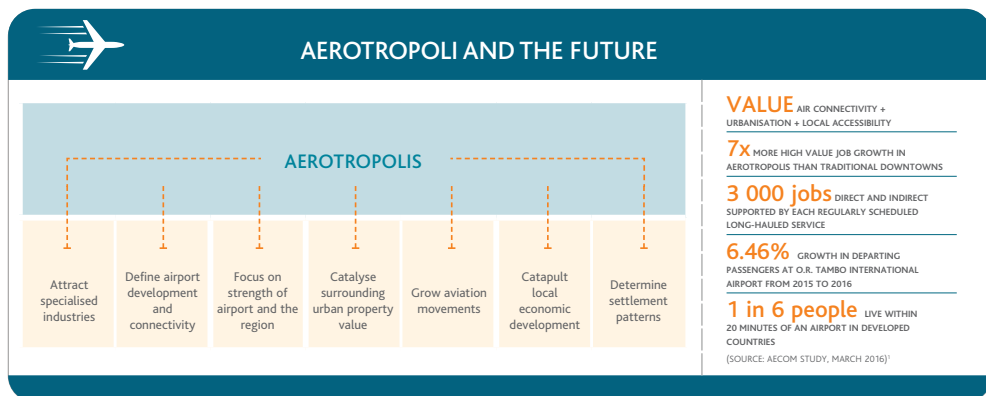 AEROTROPOLI AND THE FUTURE
AEROTROPOLIS
Attract
specialised
industries
Define airport
development
and
connectivity
Focus on
strength of
airport and the
region
Catalyse
surrounding
urban property
value
Grow aviation
movements
Catapult
local
economic
development
Determine
settlement
patterns
VALUE AIR CONNECTIVITY +
URBANISATION + LOCAL ACCESSIBILITY
7x MORE HIGH VALUE JOB GROWTH IN
AEROTROPOLIS THAN TRADITIONAL DOWNTOWNS
3 000 jobs DIRECT AND INDIRECT
SUPPORTED BY EACH REGULARLY SCHEDULED
LONG-HAULED SERVICE
6.46% GROWTH IN DEPARTING
PASSENGERS AT O.R. TAMBO INTERNATIONAL
AIRPORT FROM 2015 TO 2016
1 in 6 people LIVE WITHIN
20 MINUTES OF AN AIRPORT IN DEVELOPED
COUNTRIES
(SOURCE: AECOM STUDY, MARCH 2016)¹